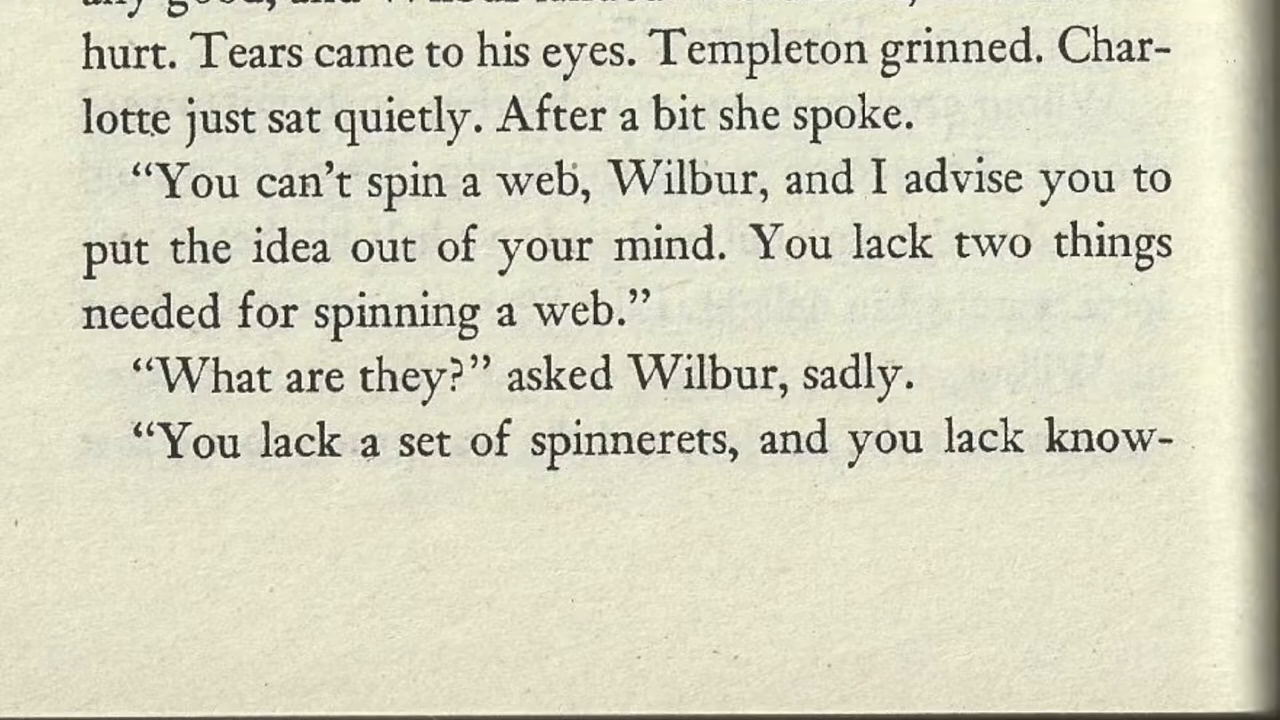 hurt. Tears came to his eyes. Templeton grinned. Char-
lotte just sat quietly. After a bit she spoke.
“You can’t spin a web, Wilbur, and I advise you to
put the idea out of your mind. You lack two things
needed for spinning a web.”
“What are they?” asked Wilbur, sadly.
“You lack a set of spinnerets, and you lack know-